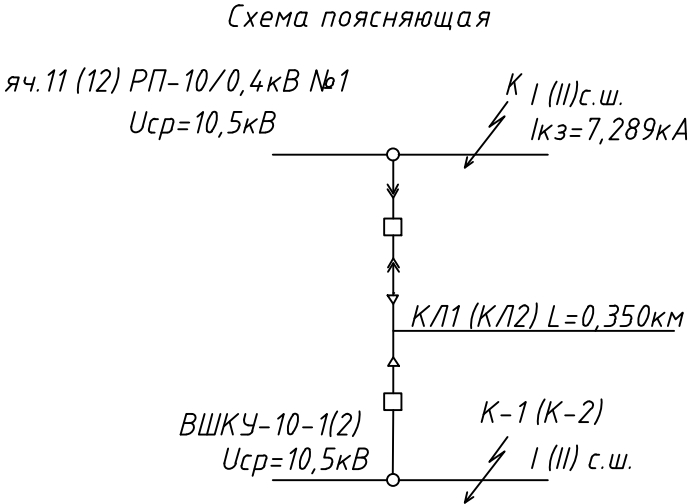 Схема поясняющая
яч.11 (12) РП-10/0,4кВ №1
Uср=10,5кВ
К
I (II)с.ш.
Iкз=7,289кА
КЛ1 (КЛ2) L=0,350км
ВШКУ-10-1(2)
Uср=10,5кВ
К-1 (К-2)
I (II) с.ш.